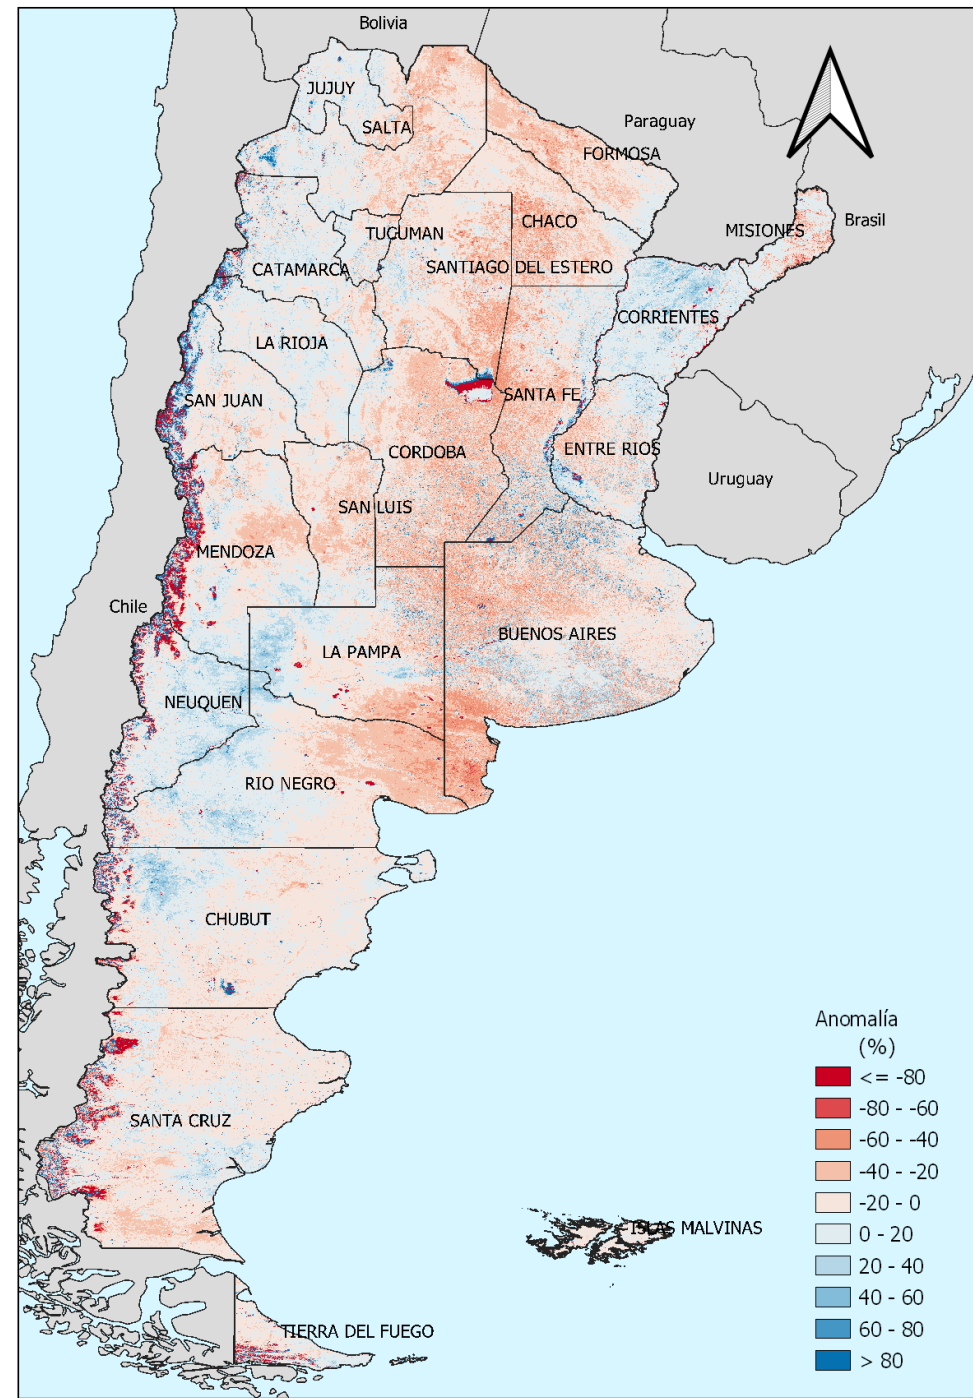 Bolivia
JUJUY
SALTA
Paraguay
FORMOSA
CHACO
MISIONES
Brasil
TUCUMAN
CATAMARCA
SANTIAGO DEL ESTERO
CORRIENTES
LA RIOJA
SAN JUAN
SANTA FE
CORDOBA
ENTRE RIOS
Uruguay
SAN LUIS
MENDOZA
Chile
BUENOS AIRES
LA PAMPA
NEUQUEN
RIO NEGRO
CHUBUT
SANTA CRUZ
ISLAS MALVINAS
TIERRA DEL FUEGO
Anomalía
(%)
<= -80
-80 - -60
-60 - -40
-40 - -20
-20 - 0
0 - 20
20 - 40
40 - 60
60 - 80
> 80